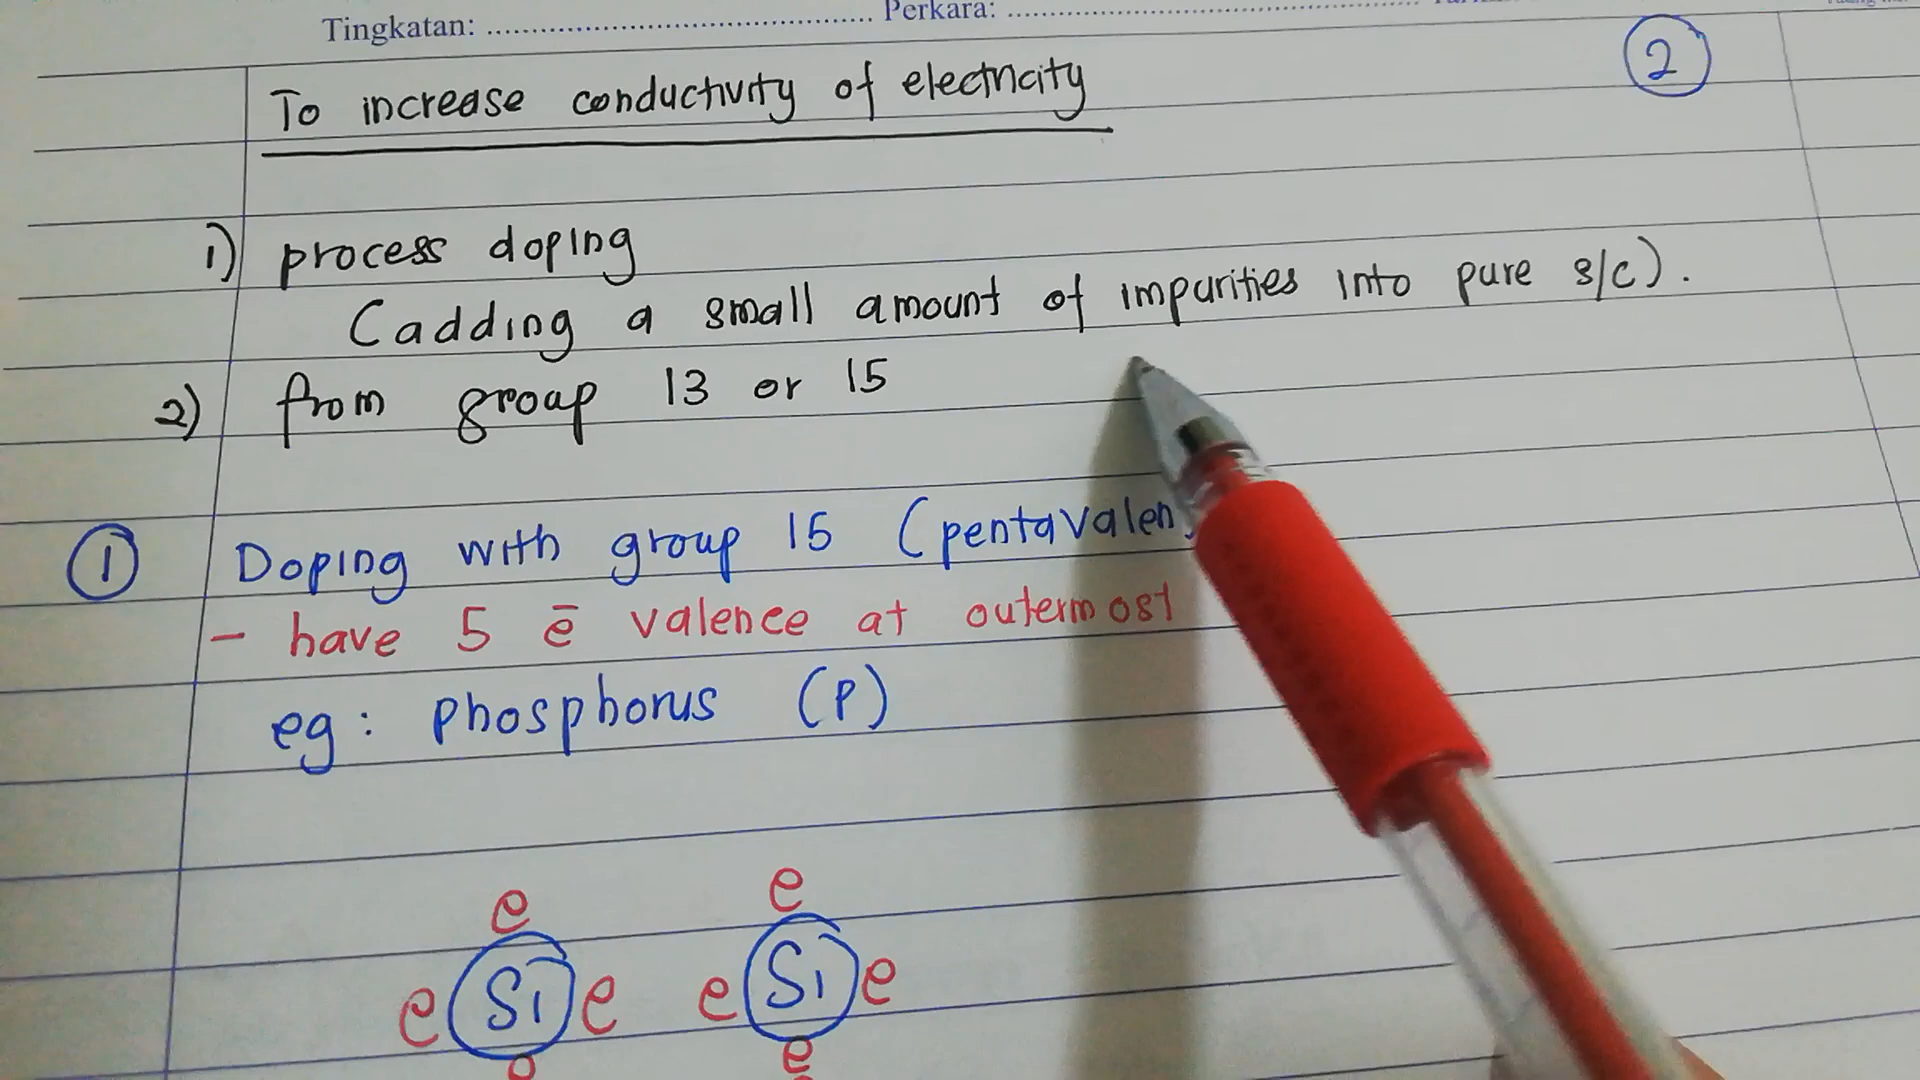 Tingkatan: ........................ Perkara: ........................
2
To increase conductivity of electricity
1) process doping
(adding a small amount of impurities into pure s/c).
2) from group 13 or 15
1 Doping with group 15 (pentavalen
- have 5 ē valence at outermost
eg: phosphorus (P)
e e
e Si e e Si e
e e